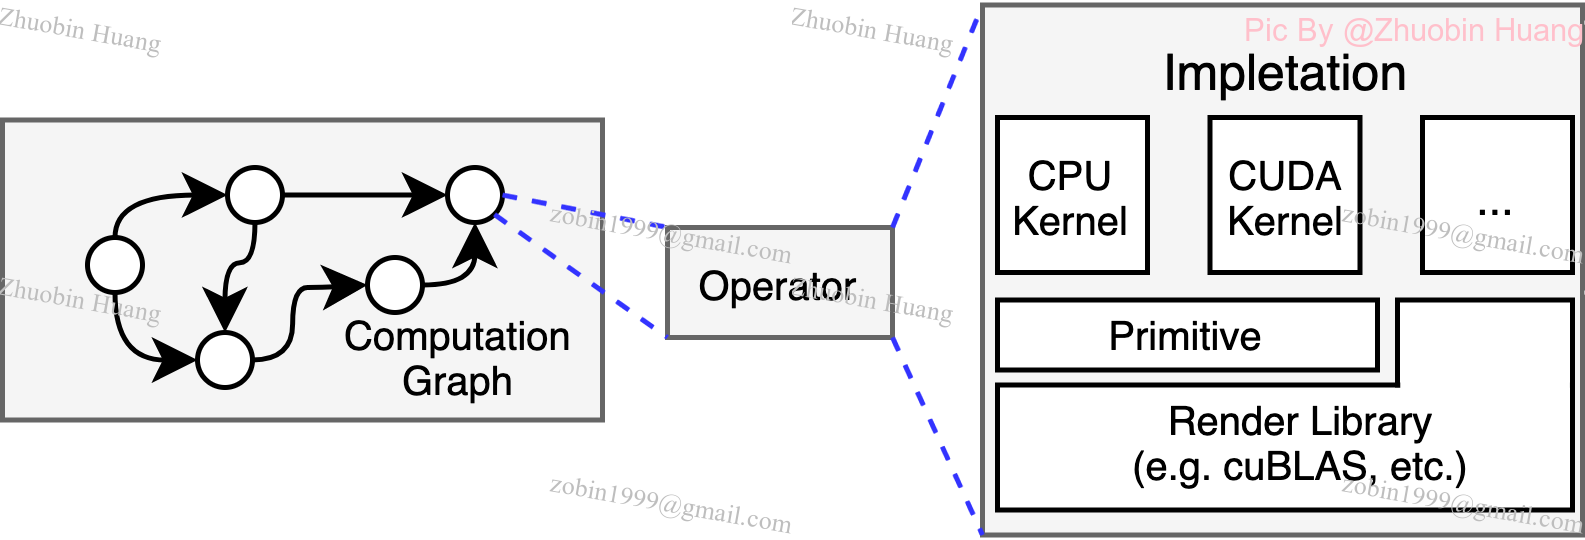 Zhuobin Huang
Zhuobin Huang
Pic By @Zhuobin Huang
Impletation
CPU
Kernel
CUDA
Kernel
...
zobin1999@gmail.com
zobin1999@gmail.com
Operator
Zhuobin Huang
Zhuobin Huang
Computation
Graph
Primitive
Render Library
(e.g. cuBLAS, etc.)
zobin1999@gmail.com
zobin1999@gmail.com